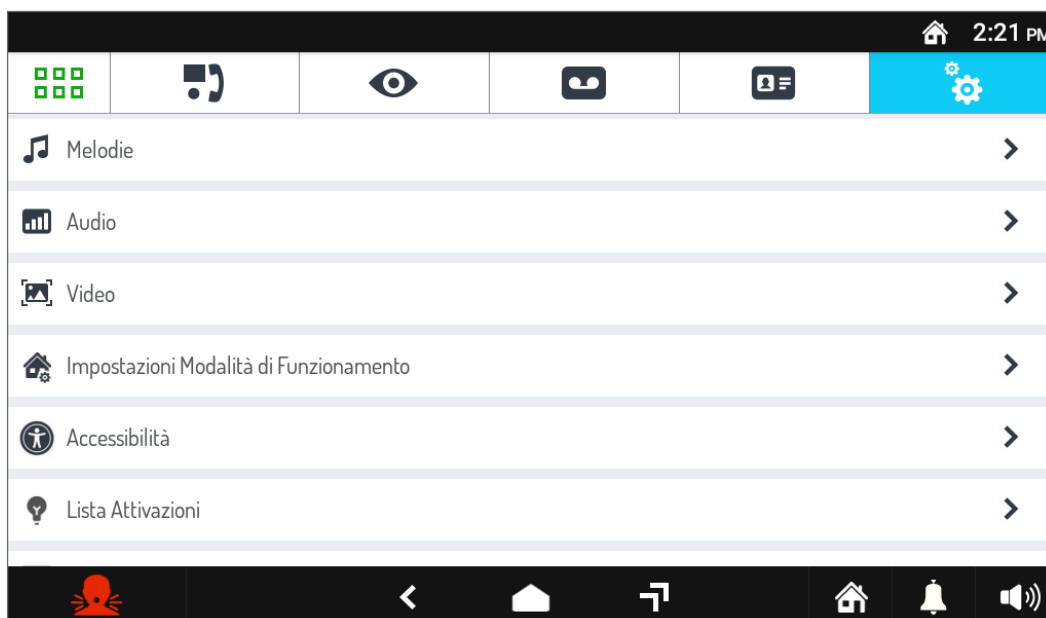 2:21 PM
Melodie
Audio
Video
Impostazioni Modalità di Funzionamento
Accessibilità
Lista Attivazioni